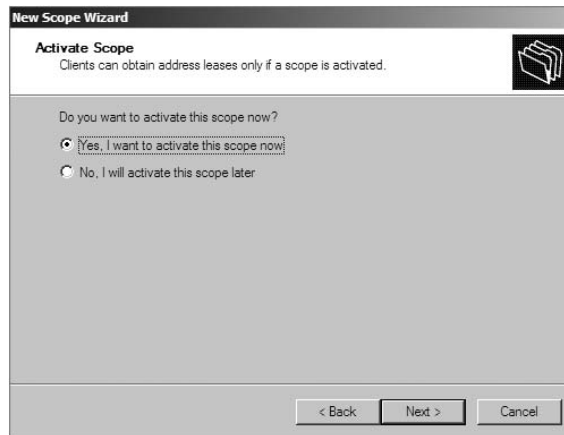 New Scope Wizard
Activate Scope
Clients can obtain address leases only if a scope is activated.
Do you want to activate this scope now?
Yes, I want to activate this scope now
No, I will activate this scope later
< Back
Next >
Cancel